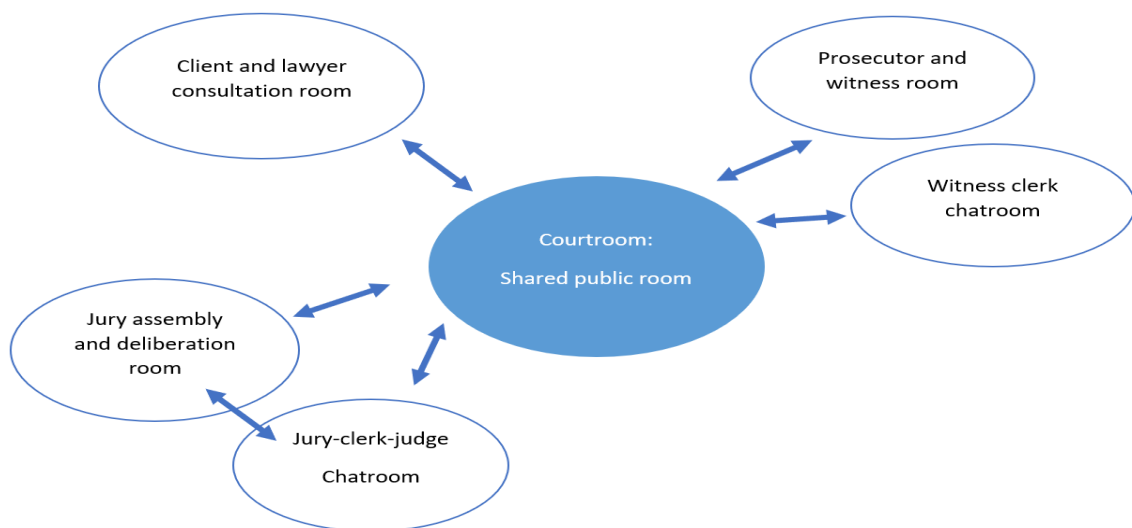 Client and lawyer
consultation room
Prosecutor and
witness room
Witness clerk
chatroom
Courtroom:
Shared public room
Jury assembly
and deliberation
room
Jury-clerk-judge
Chatroom